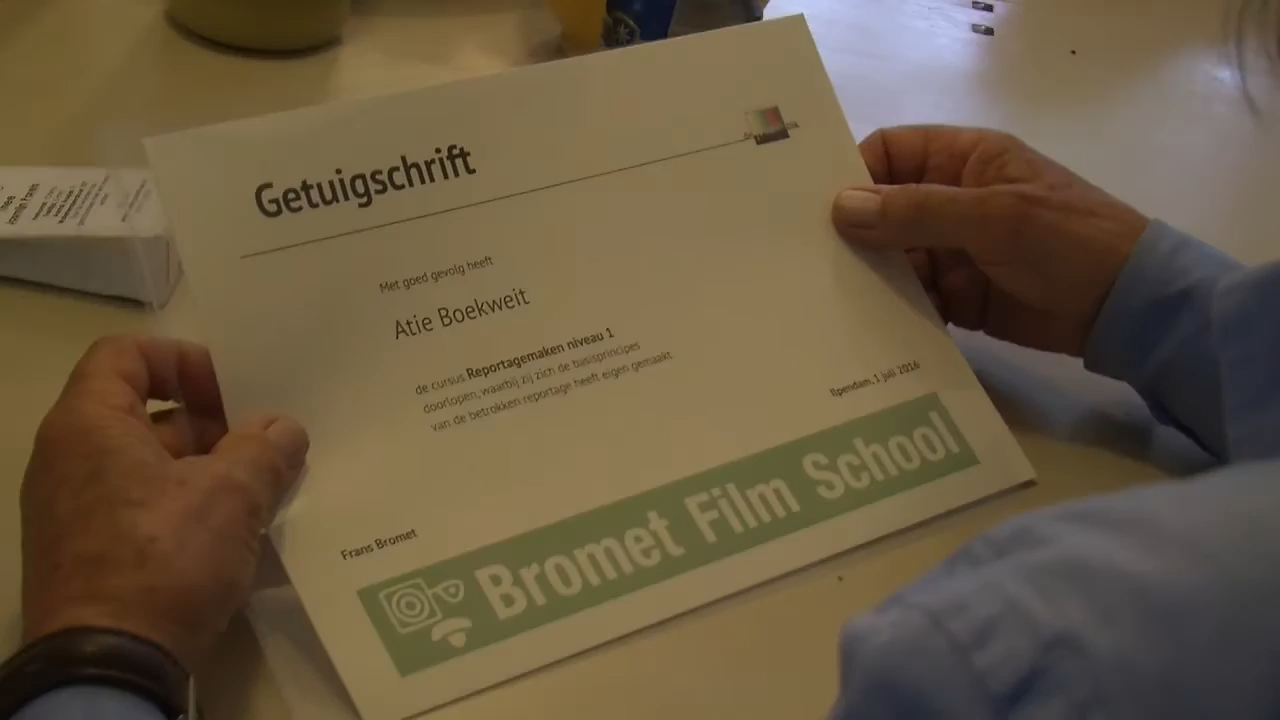 Getuigschrift
Met goed gevolg heeft
Atie Boekweit
de cursus Reportagemaken niveau 1
doorlopen, waarbij zij zich de basisprincipes
van de betrokken reportage heeft eigen gemaakt.
Ilpendam, 1 juli 2016
Frans Bromet
Bromet Film School